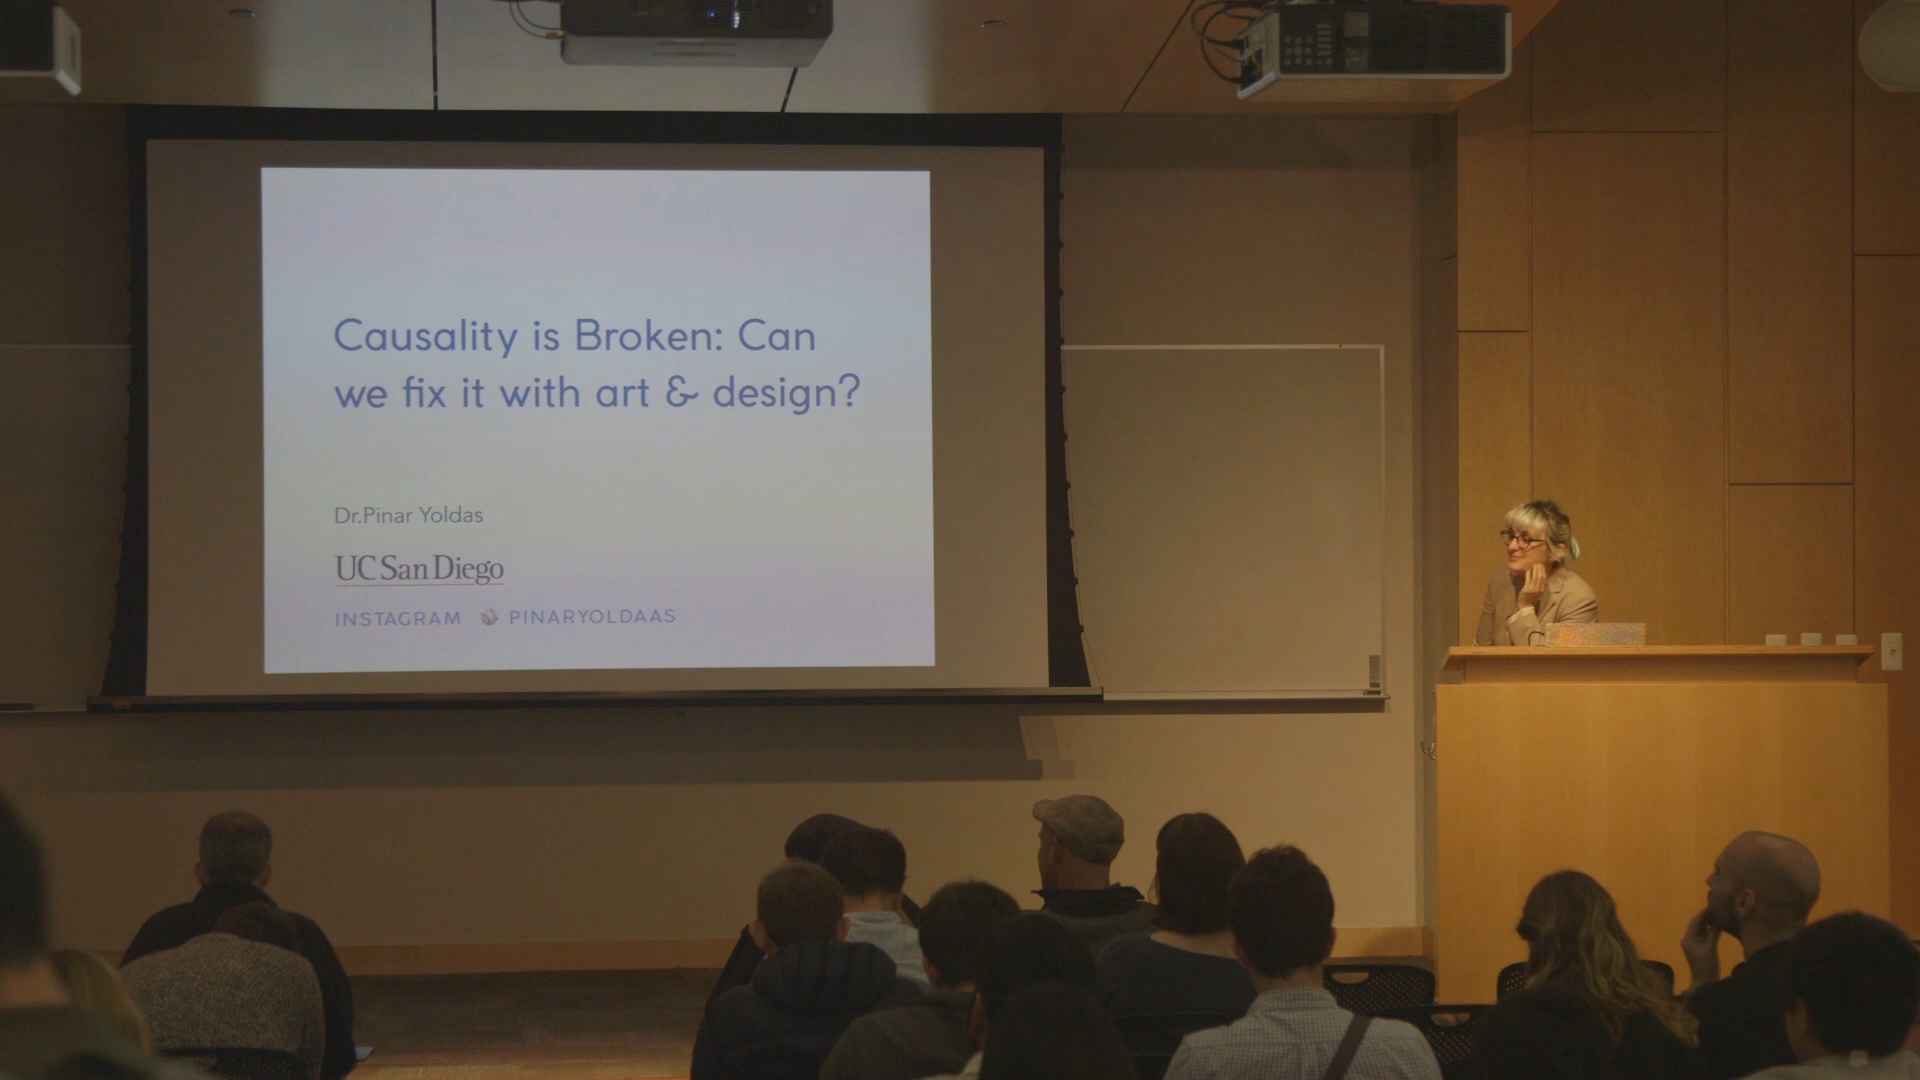 Causality is Broken: Can
we fix it with art & design?
Dr.Pinar Yoldas
UC San Diego
INSTAGRAM PINARYOLDAAS